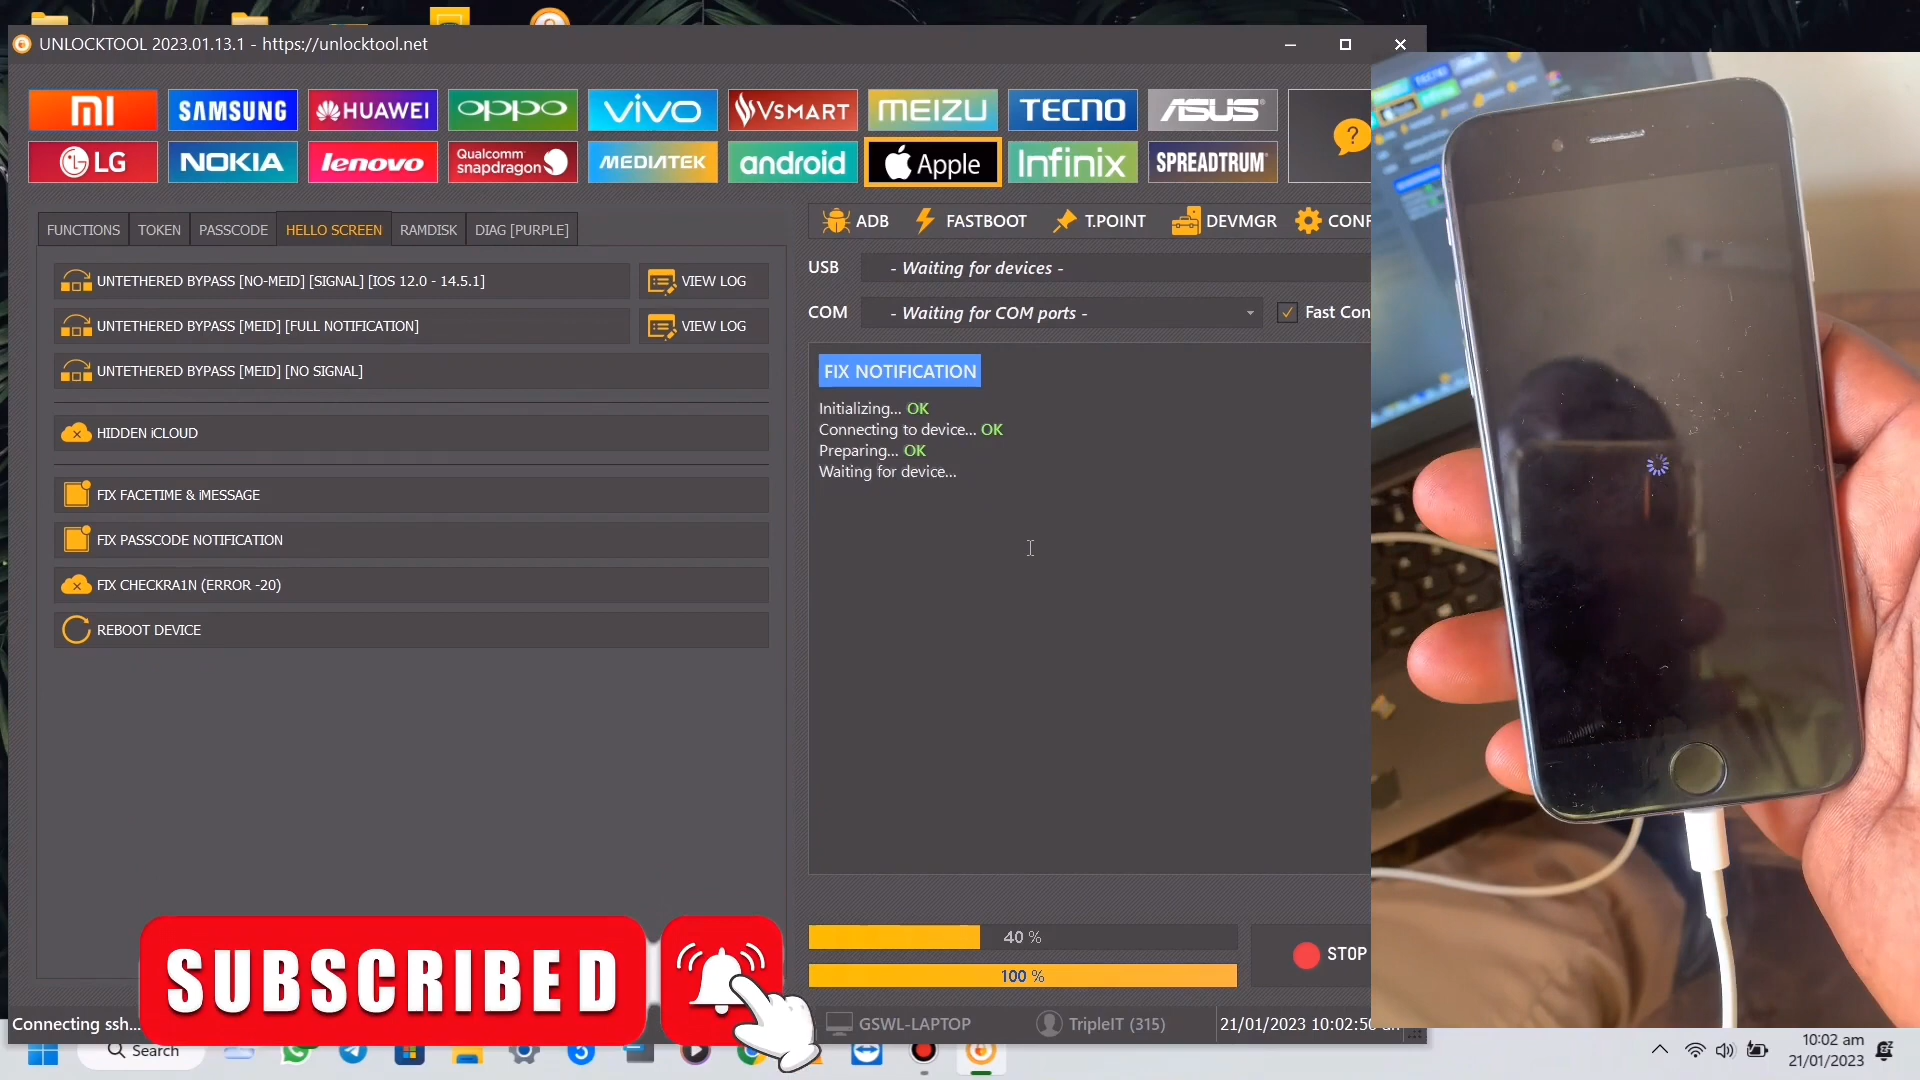 UNLOCKTOOL 2023.01.13.1 - https://unlocktool.net
MI SAMSUNG HUAWEI oppo vivo VSMART MEIZU TECNO ASUS
LG NOKIA lenovo Qualcomm snapdragon MEDIATEK android Apple Infinix SPREADTRUM
FUNCTIONS TOKEN PASSCODE HELLO SCREEN RAMDISK DIAG [PURPLE]
ADB FASTBOOT T.POINT DEVMGR CONF
UNTETHERED BYPASS [NO-MEID] [SIGNAL] [IOS 12.0 - 14.5.1]
VIEW LOG
UNTETHERED BYPASS [MEID] [FULL NOTIFICATION]
VIEW LOG
UNTETHERED BYPASS [MEID] [NO SIGNAL]
HIDDEN iCLOUD
FIX FACETIME & iMESSAGE
FIX PASSCODE NOTIFICATION
FIX CHECKRA1N (ERROR -20)
REBOOT DEVICE
USB - Waiting for devices -
COM - Waiting for COM ports - Fast Con
FIX NOTIFICATION
Initializing... OK
Connecting to device... OK
Preparing... OK
Waiting for device...
40 %
100 %
STOP
SUBSCRIBED
Connecting ssh...
GSWL-LAPTOP TripleIT (315) 21/01/2023 10:02:50
Search
10:02 am
21/01/2023